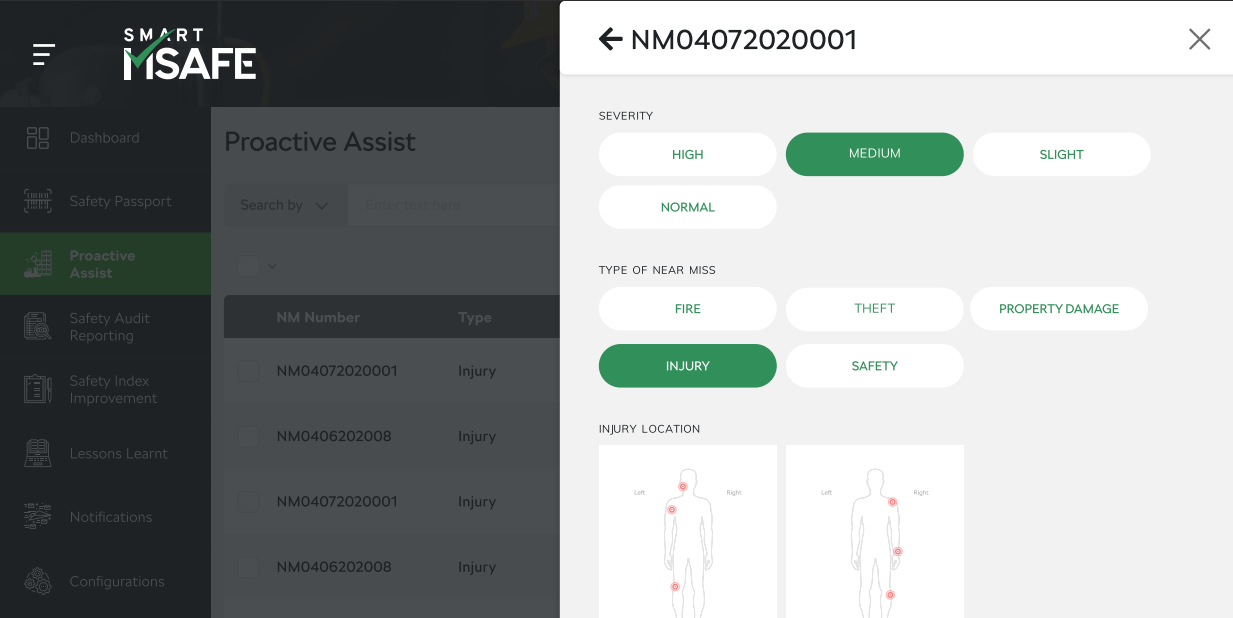 SMART
MSAFE
NM04072020001
Dashboard
Safety Passport
Proactive
Assist
Safety Audit
Reporting
Safety Index
Improvement
Lessons Learnt
Notifications
Configurations
Proactive Assist
Search by
Enter text here
NM Number Type
NM04072020001 Injury
NM0406202008 Injury
NM04072020001 Injury
NM0406202008 Injury
SEVERITY
HIGH MEDIUM SLIGHT
NORMAL
TYPE OF NEAR MISS
FIRE THEFT PROPERTY DAMAGE
INJURY SAFETY
INJURY LOCATION
Left Right Left Right